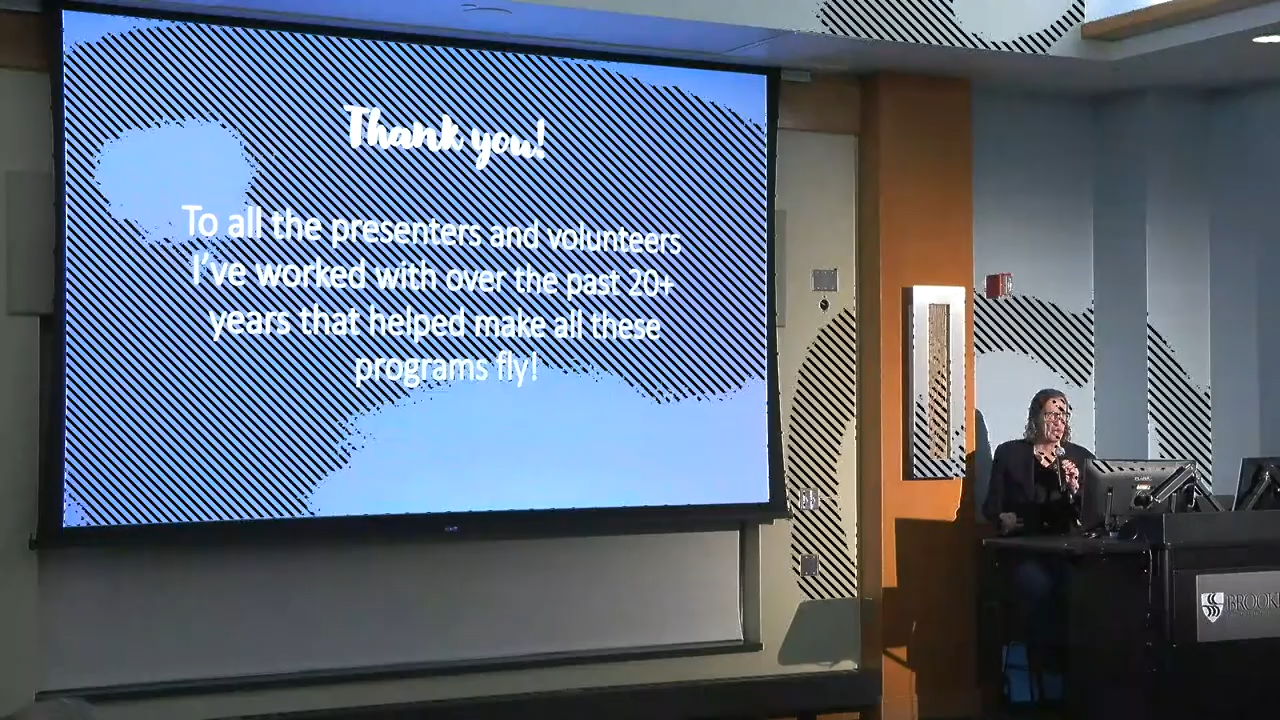 Thank you!
To all the presenters and volunteers
I've worked with over the past 20+
years that helped make all these
programs fly!
BROOK